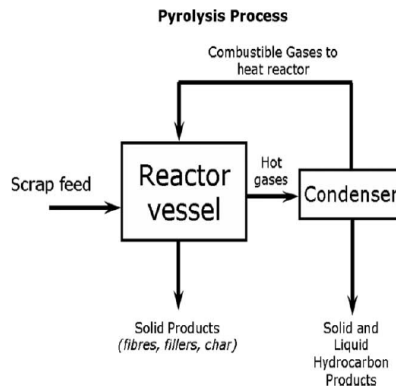 Pyrolysis Process
Combustible Gases to
heat reactor
Scrap feed
Reactor
vessel
Hot
gases
Condenser
Solid Products
(fibres, fillers, char)
Solid and
Liquid
Hydrocarbon
Products